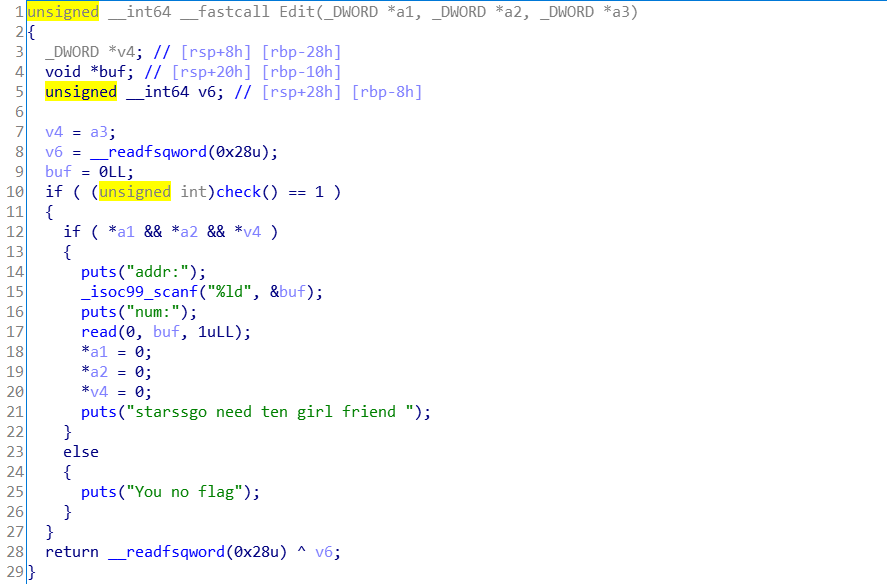 1 unsigned __int64 __fastcall Edit(_DWORD *a1, _DWORD *a2, _DWORD *a3)
2 {
3   _DWORD *v4; // [rsp+8h] [rbp-28h]
4   void *buf; // [rsp+20h] [rbp-10h]
5   unsigned __int64 v6; // [rsp+28h] [rbp-8h]
6
7   v4 = a3;
8   v6 = __readfsqword(0x28u);
9   buf = 0LL;
10   if ( (unsigned int)check() == 1 )
11   {
12     if ( *a1 && *a2 && *v4 )
13     {
14       puts("addr:");
15       _isoc99_scanf("%ld", &buf);
16       puts("num:");
17       read(0, buf, 1uLL);
18       *a1 = 0;
19       *a2 = 0;
20       *v4 = 0;
21       puts("starssgo need ten girl friend ");
22     }
23     else
24     {
25       puts("You no flag");
26     }
27   }
28   return __readfsqword(0x28u) ^ v6;
29 }